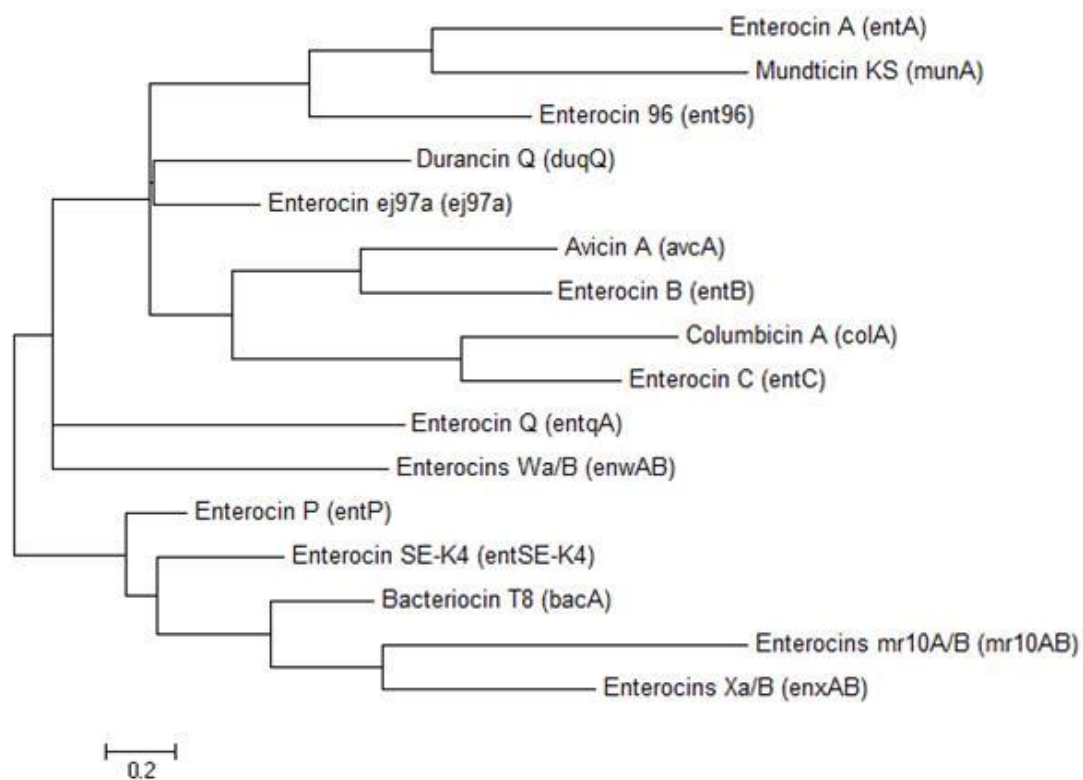 Enterocin A (entA)
Mundticin KS (munA)
Enterocin 96 (ent96)
Durancin Q (duqQ)
Enterocin ej97a (ej97a)
Avicin A (avcA)
Enterocin B (entB)
Columbicin A (colA)
Enterocin C (entC)
Enterocin Q (entqA)
Enterocins Wa/B (enwAB)
Enterocin P (entP)
Enterocin SE-K4 (entSE-K4)
Bacteriocin T8 (bacA)
Enterocins mr10A/B (mr10AB)
Enterocins Xa/B (enxAB)
0.2